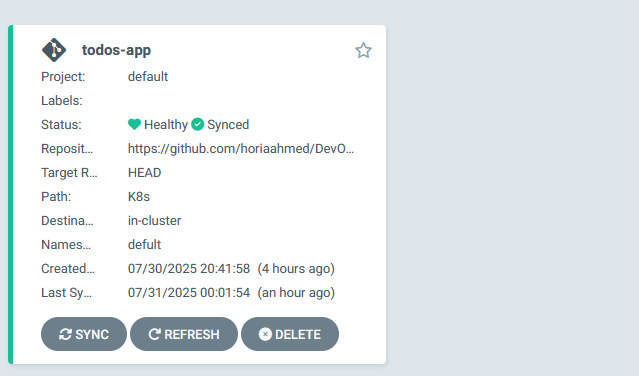 todos-app
Project: default
Labels:
Status: Healthy Synced
Reposit... https://github.com/horiaahmed/DevO...
Target R... HEAD
Path: K8s
Destina... in-cluster
Names... defult
Created... 07/30/2025 20:41:58 (4 hours ago)
Last Sy... 07/31/2025 00:01:54 (an hour ago)
SYNC REFRESH DELETE